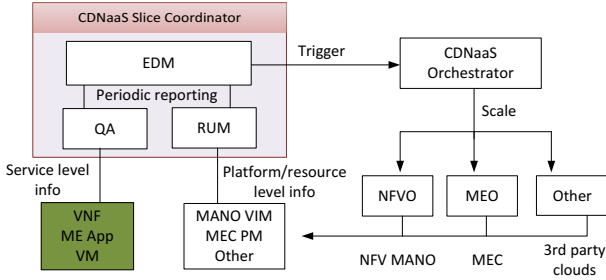 CDNaaS Slice Coordinator
EDM
Periodic reporting
QA
RUM
Trigger
CDNaaS
Orchestrator
Scale
Service level
info
Platform/resource
level info
NFVO
MEO
Other
VNF
ME App
VM
MANO VIM
MEC PM
Other
NFV MANO
MEC
3rd party
clouds